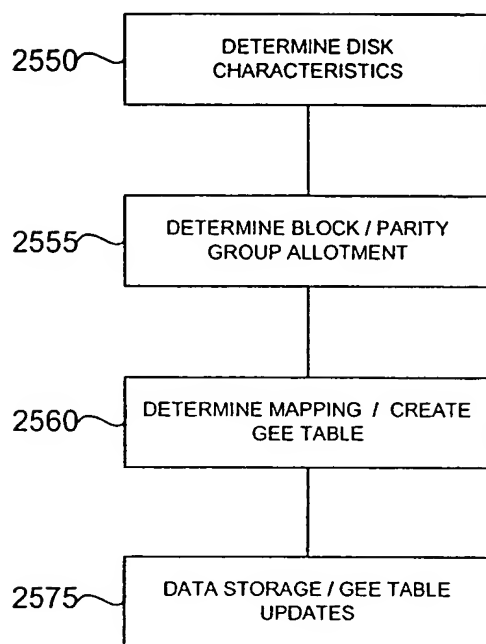 2550
DETERMINE DISK
CHARACTERISTICS
2555
DETERMINE BLOCK / PARITY
GROUP ALLOTMENT
2560
DETERMINE MAPPING / CREATE
GEE TABLE
2575
DATA STORAGE / GEE TABLE
UPDATES